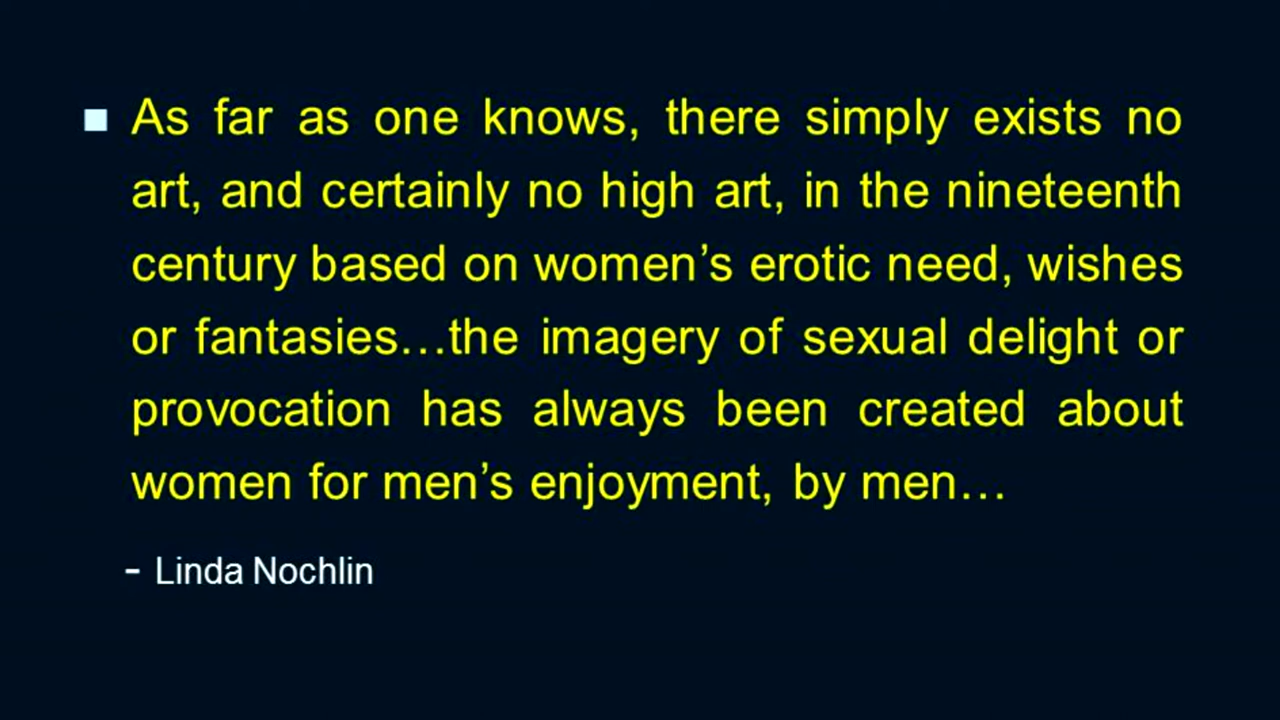 As far as one knows, there simply exists no
art, and certainly no high art, in the nineteenth
century based on women’s erotic need, wishes
or fantasies…the imagery of sexual delight or
provocation has always been created about
women for men’s enjoyment, by men…
- Linda Nochlin